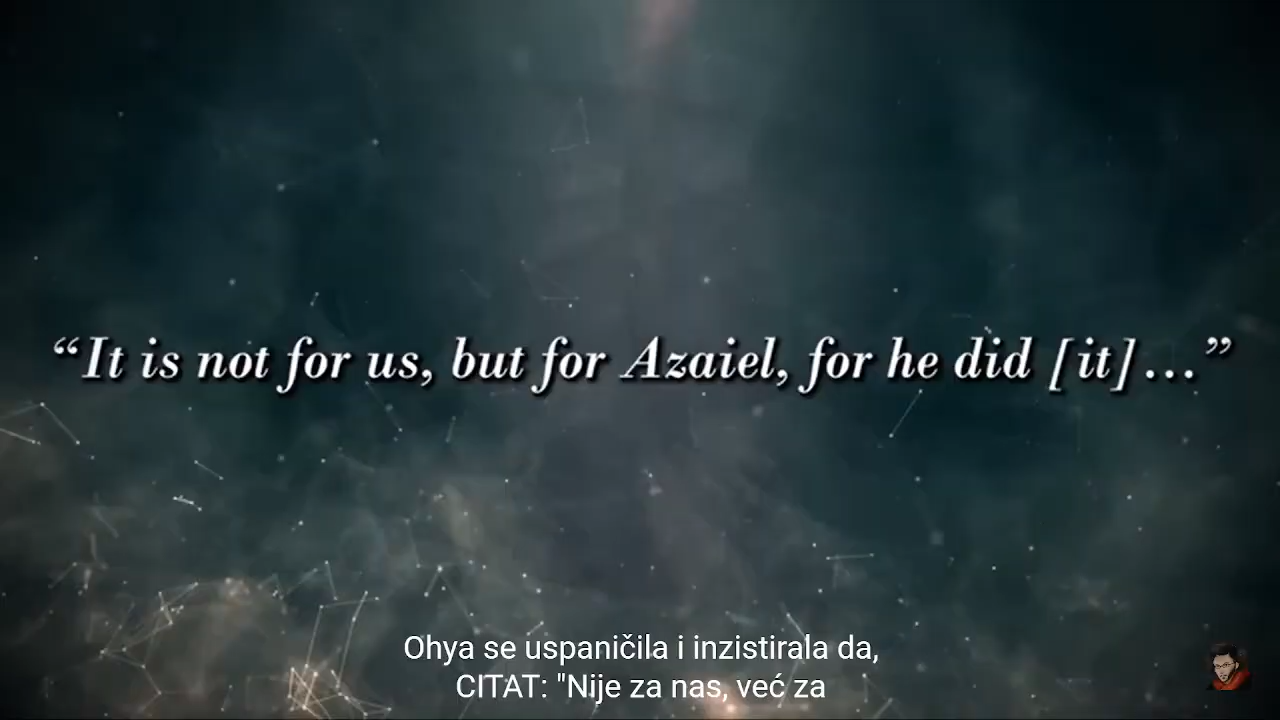 “It is not for us, but for Azaiel, for he did [it]...”
Ohya se uspaničila i inzistirala da,
CITAT: "Nije za nas, već za